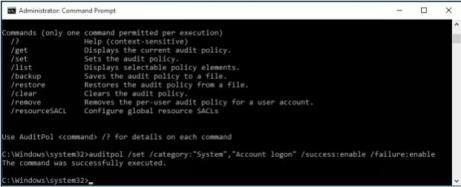 Administrator: Command Prompt
Commands (only one command permitted per execution)
/? Help (context-sensitive)
/get Displays the current audit policy.
/set Sets the audit policy.
/list Displays selectable policy elements.
/backup Saves the audit policy to a file.
/restore Restores the audit policy from a file.
/clear Clears the audit policy.
/remove Removes the per-user audit policy for a user account.
/resourceSACL Configure global resource SACLs
Use AuditPol <command> /? for details on each command
C:\Windows\system32>auditpol /set /category:"System","Account logon" /success:enable /failure:enable
The command was successfully executed.
C:\Windows\system32>_